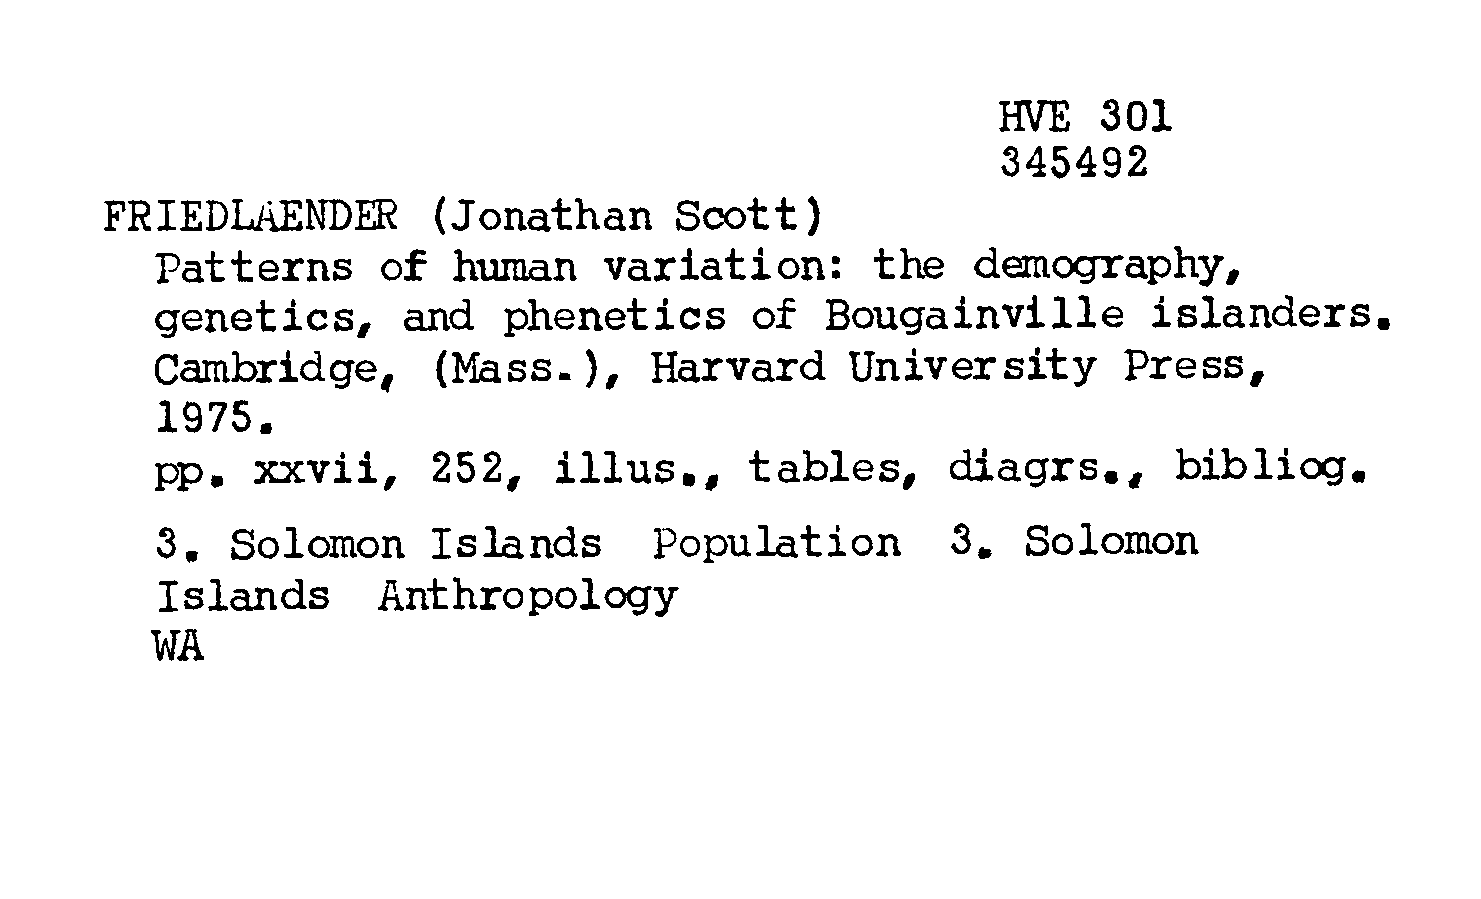 HVE 301
345492
FRIEDLAENDER (Jonathan Scott)
Patterns of human variation: the demography,
genetics, and phenetics of Bougainville islanders.
Cambridge, (Mass.), Harvard University Press,
1975.
pp. xxvii, 252, illus., tables, diagrs., bibliog.
3. Solomon Islands Population 3. Solomon
Islands Anthropology
WA